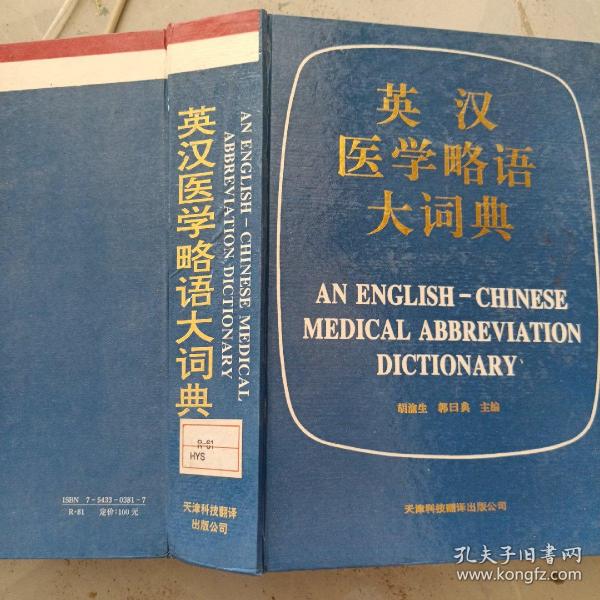 英汉
医学略语
大词典
AN ENGLISH-CHINESE
MEDICAL ABBREVIATION
DICTIONARY
胡渝生 郭日典 主编
天津科技翻译出版公司
AN ENGLISH-CHINESE MEDICAL
ABBREVIATION DICTIONARY
英汉医学略语大词典
R-61
HYS
天津科技翻译
出版公司
ISBN 7-5433-0381-7
R·81 定价:100元
孔夫子旧书网
www.kongfz.com